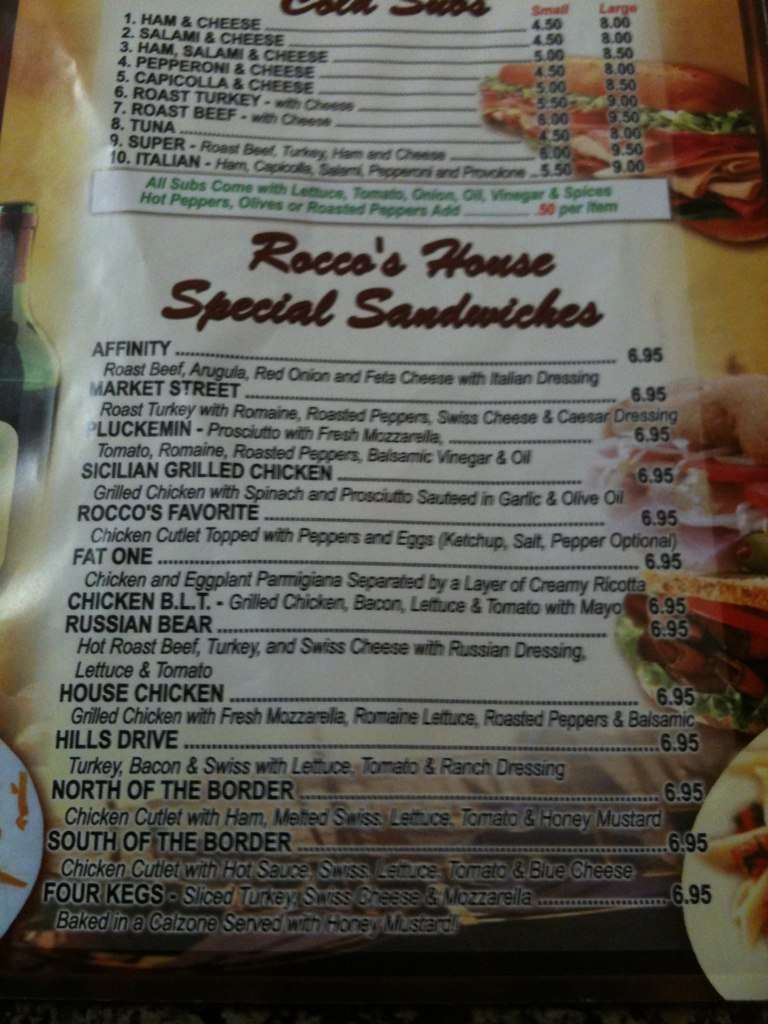 Cold Subs
Small Large
1. HAM & CHEESE 4.50 8.00
2. SALAMI & CHEESE 4.50 8.00
3. HAM, SALAMI & CHEESE 5.00 8.50
4. PEPPERONI & CHEESE 4.50 8.00
5. CAPICOLLA & CHEESE 5.00 8.50
6. ROAST TURKEY - with Cheese 5.50 9.00
7. ROAST BEEF - with Cheese 6.00 9.50
8. TUNA 4.50 8.00
9. SUPER - Roast Beef, Turkey, Ham and Cheese 6.00 9.50
10. ITALIAN - Ham, Capicolla, Salami, Pepperoni and Provolone 5.50 9.00
All Subs Come with Lettuce, Tomato, Onion, Oil, Vinegar & Spices
Hot Peppers, Olives or Roasted Peppers Add .50 per Item
Rocco's House
Special Sandwiches
AFFINITY 6.95
Roast Beef, Arugula, Red Onion and Feta Cheese with Italian Dressing
MARKET STREET 6.95
Roast Turkey with Romaine, Roasted Peppers, Swiss Cheese & Caesar Dressing
PLUCKEMIN - Prosciutto with Fresh Mozzarella, 6.95
Tomato, Romaine, Roasted Peppers, Balsamic Vinegar & Oil
SICILIAN GRILLED CHICKEN 6.95
Grilled Chicken with Spinach and Prosciutto Sauteed in Garlic & Olive Oil
ROCCO'S FAVORITE 6.95
Chicken Cutlet Topped with Peppers and Eggs (Ketchup, Salt, Pepper Optional)
FAT ONE 6.95
Chicken and Eggplant Parmigiana Separated by a Layer of Creamy Ricotta
CHICKEN B.L.T. - Grilled Chicken, Bacon, Lettuce & Tomato with Mayo 6.95
RUSSIAN BEAR 6.95
Hot Roast Beef, Turkey, and Swiss Cheese with Russian Dressing,
Lettuce & Tomato
HOUSE CHICKEN 6.95
Grilled Chicken with Fresh Mozzarella, Romaine Lettuce, Roasted Peppers & Balsamic
HILLS DRIVE 6.95
Turkey, Bacon & Swiss with Lettuce, Tomato & Ranch Dressing
NORTH OF THE BORDER 6.95
Chicken Cutlet with Ham, Melted Swiss, Lettuce, Tomato & Honey Mustard
SOUTH OF THE BORDER 6.95
Chicken Cutlet with Hot Sauce, Swiss, Lettuce, Tomato & Blue Cheese
FOUR KEGS - Sliced Turkey, Swiss Cheese & Mozzarella 6.95
Baked in a Calzone Served with Honey Mustard!